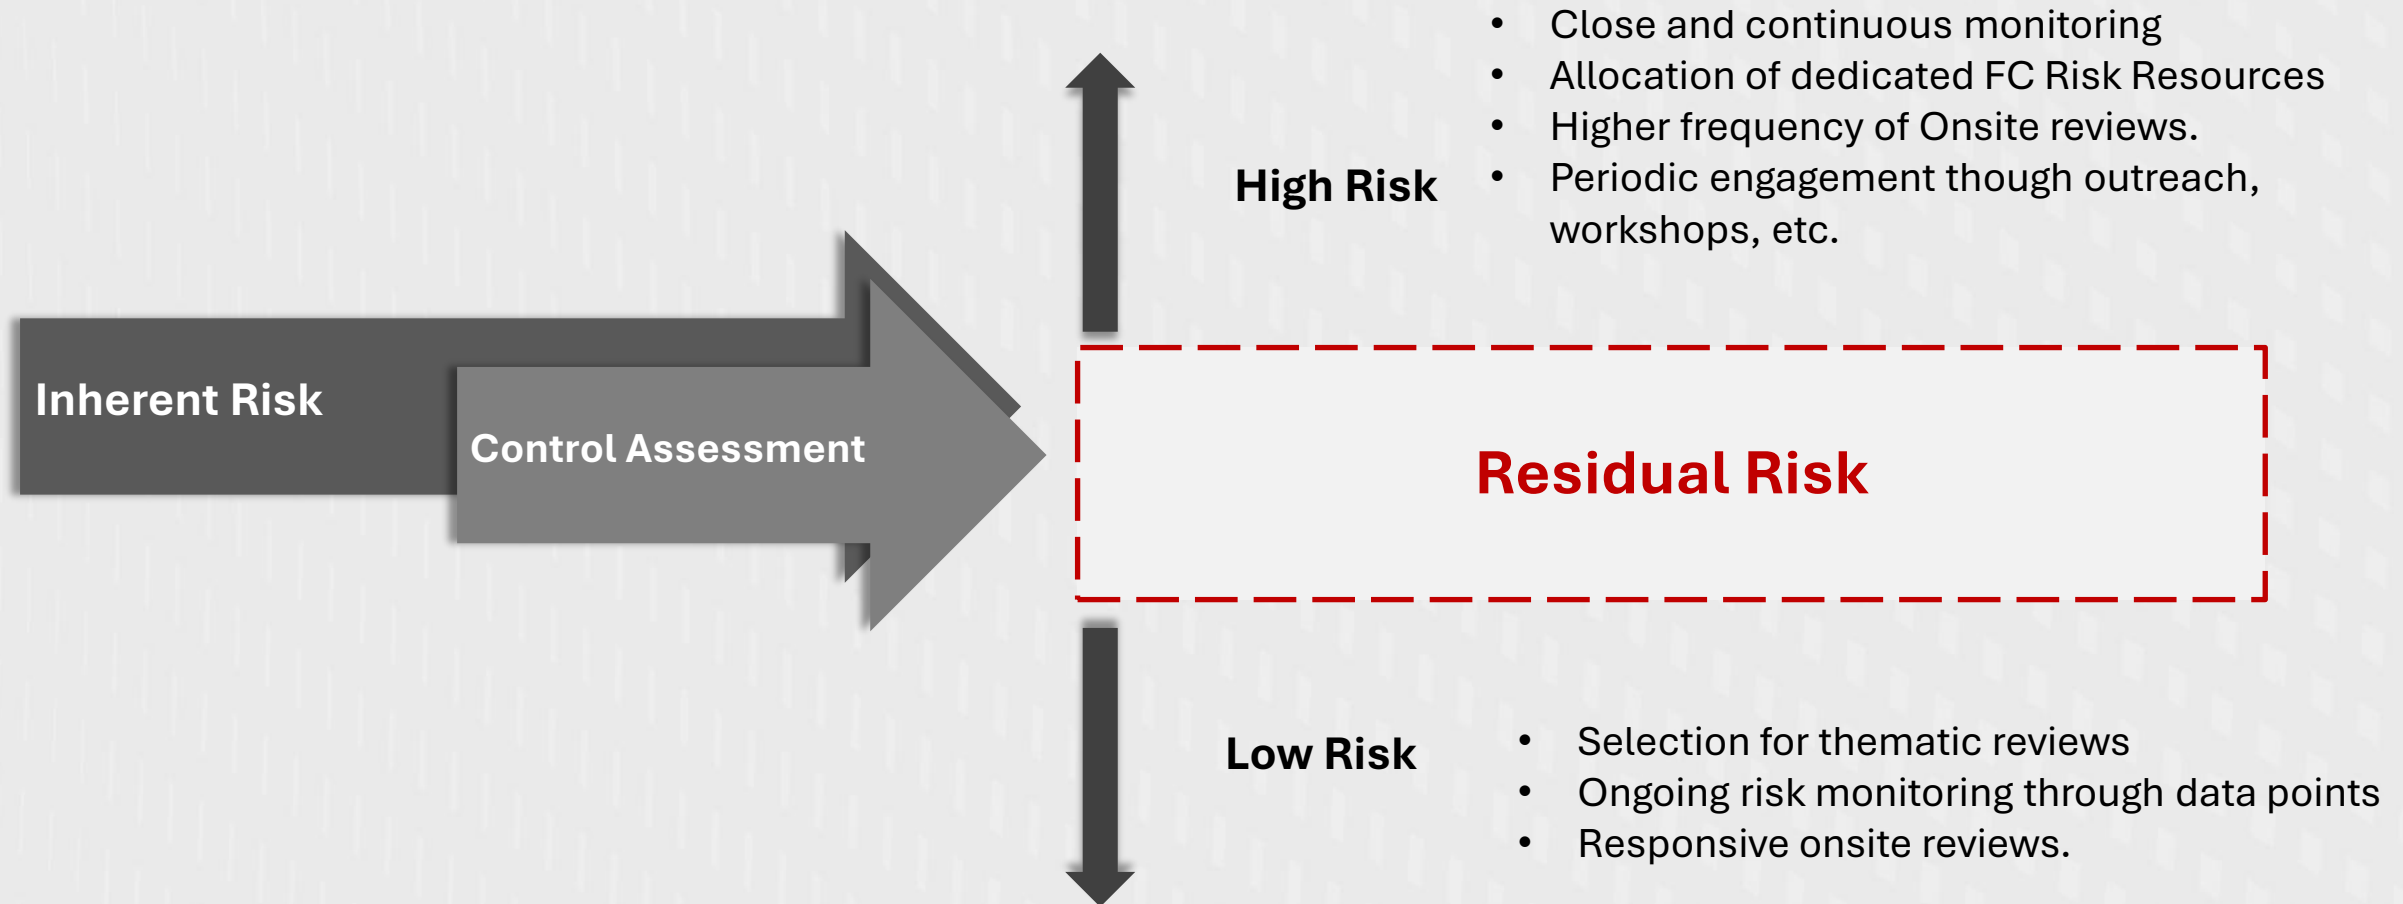 Inherent Risk
Control Assessment
High Risk
• Close and continuous monitoring
• Allocation of dedicated FC Risk Resources
• Higher frequency of Onsite reviews.
• Periodic engagement though outreach,
workshops, etc.
Residual Risk
Low Risk
• Selection for thematic reviews
• Ongoing risk monitoring through data points
• Responsive onsite reviews.